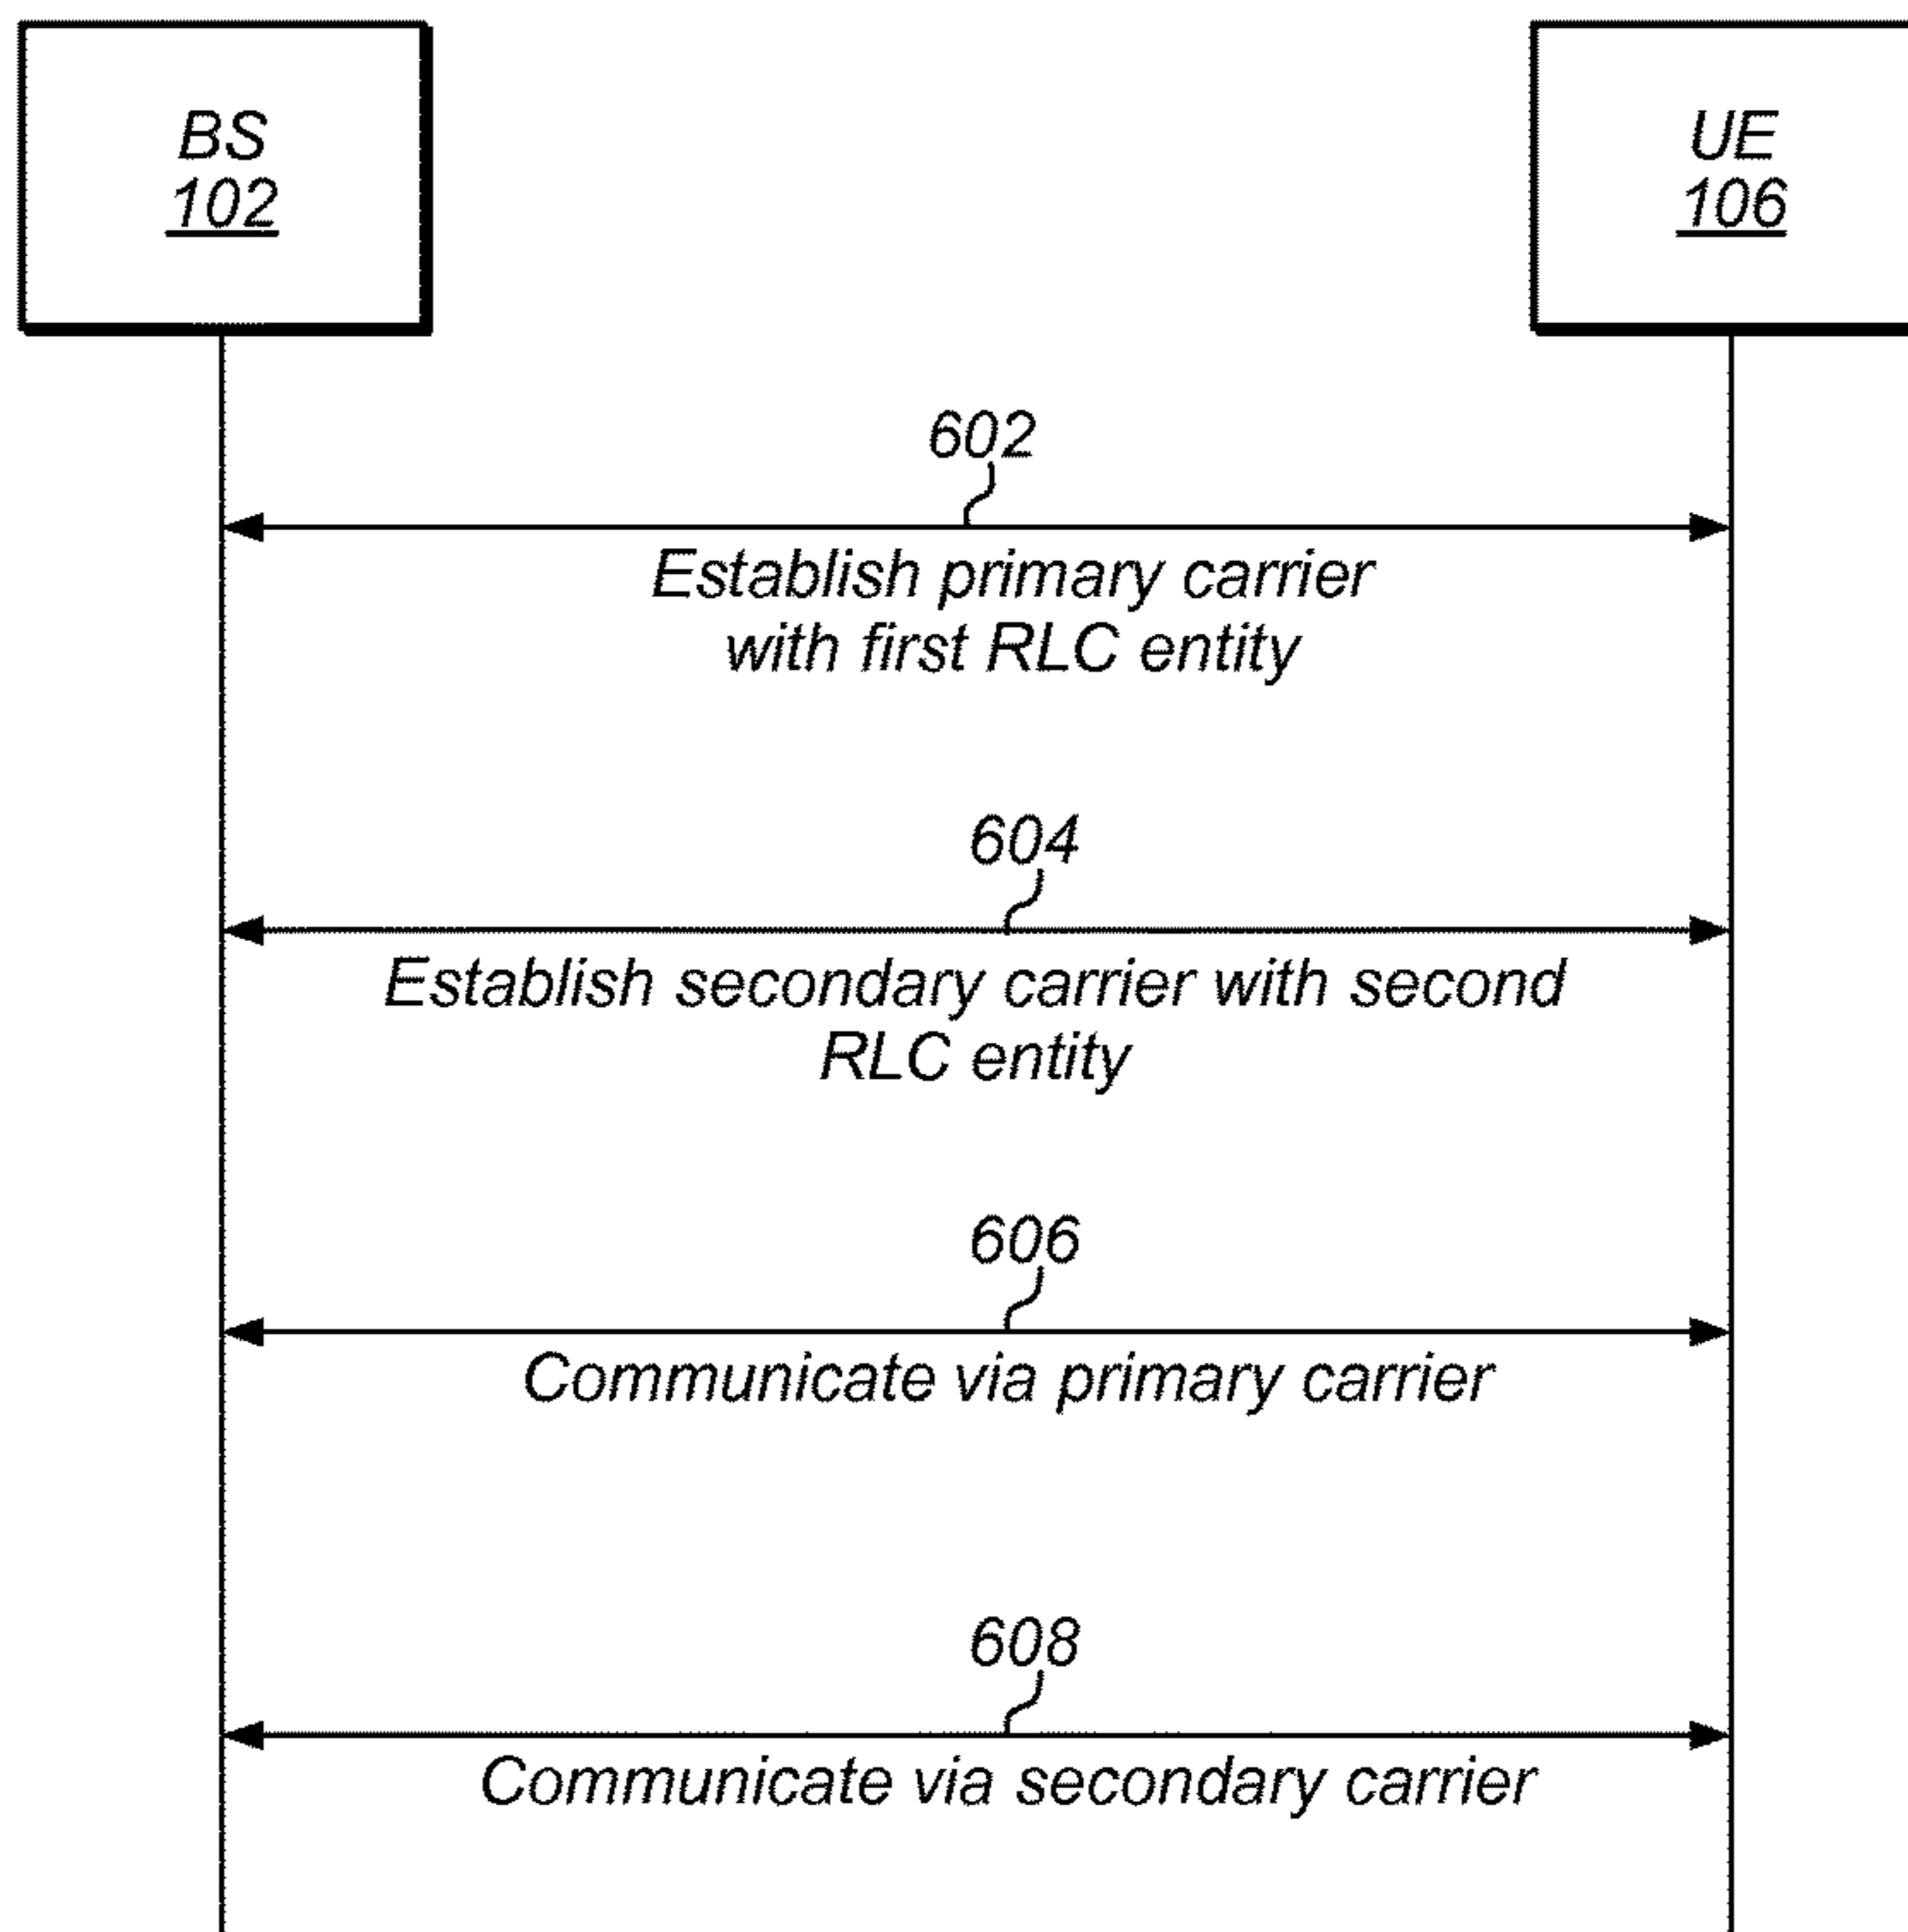 BS
102
UE
106
602
Establish primary carrier
with first RLC entity
604
Establish secondary carrier with second
RLC entity
606
Communicate via primary carrier
608
Communicate via secondary carrier